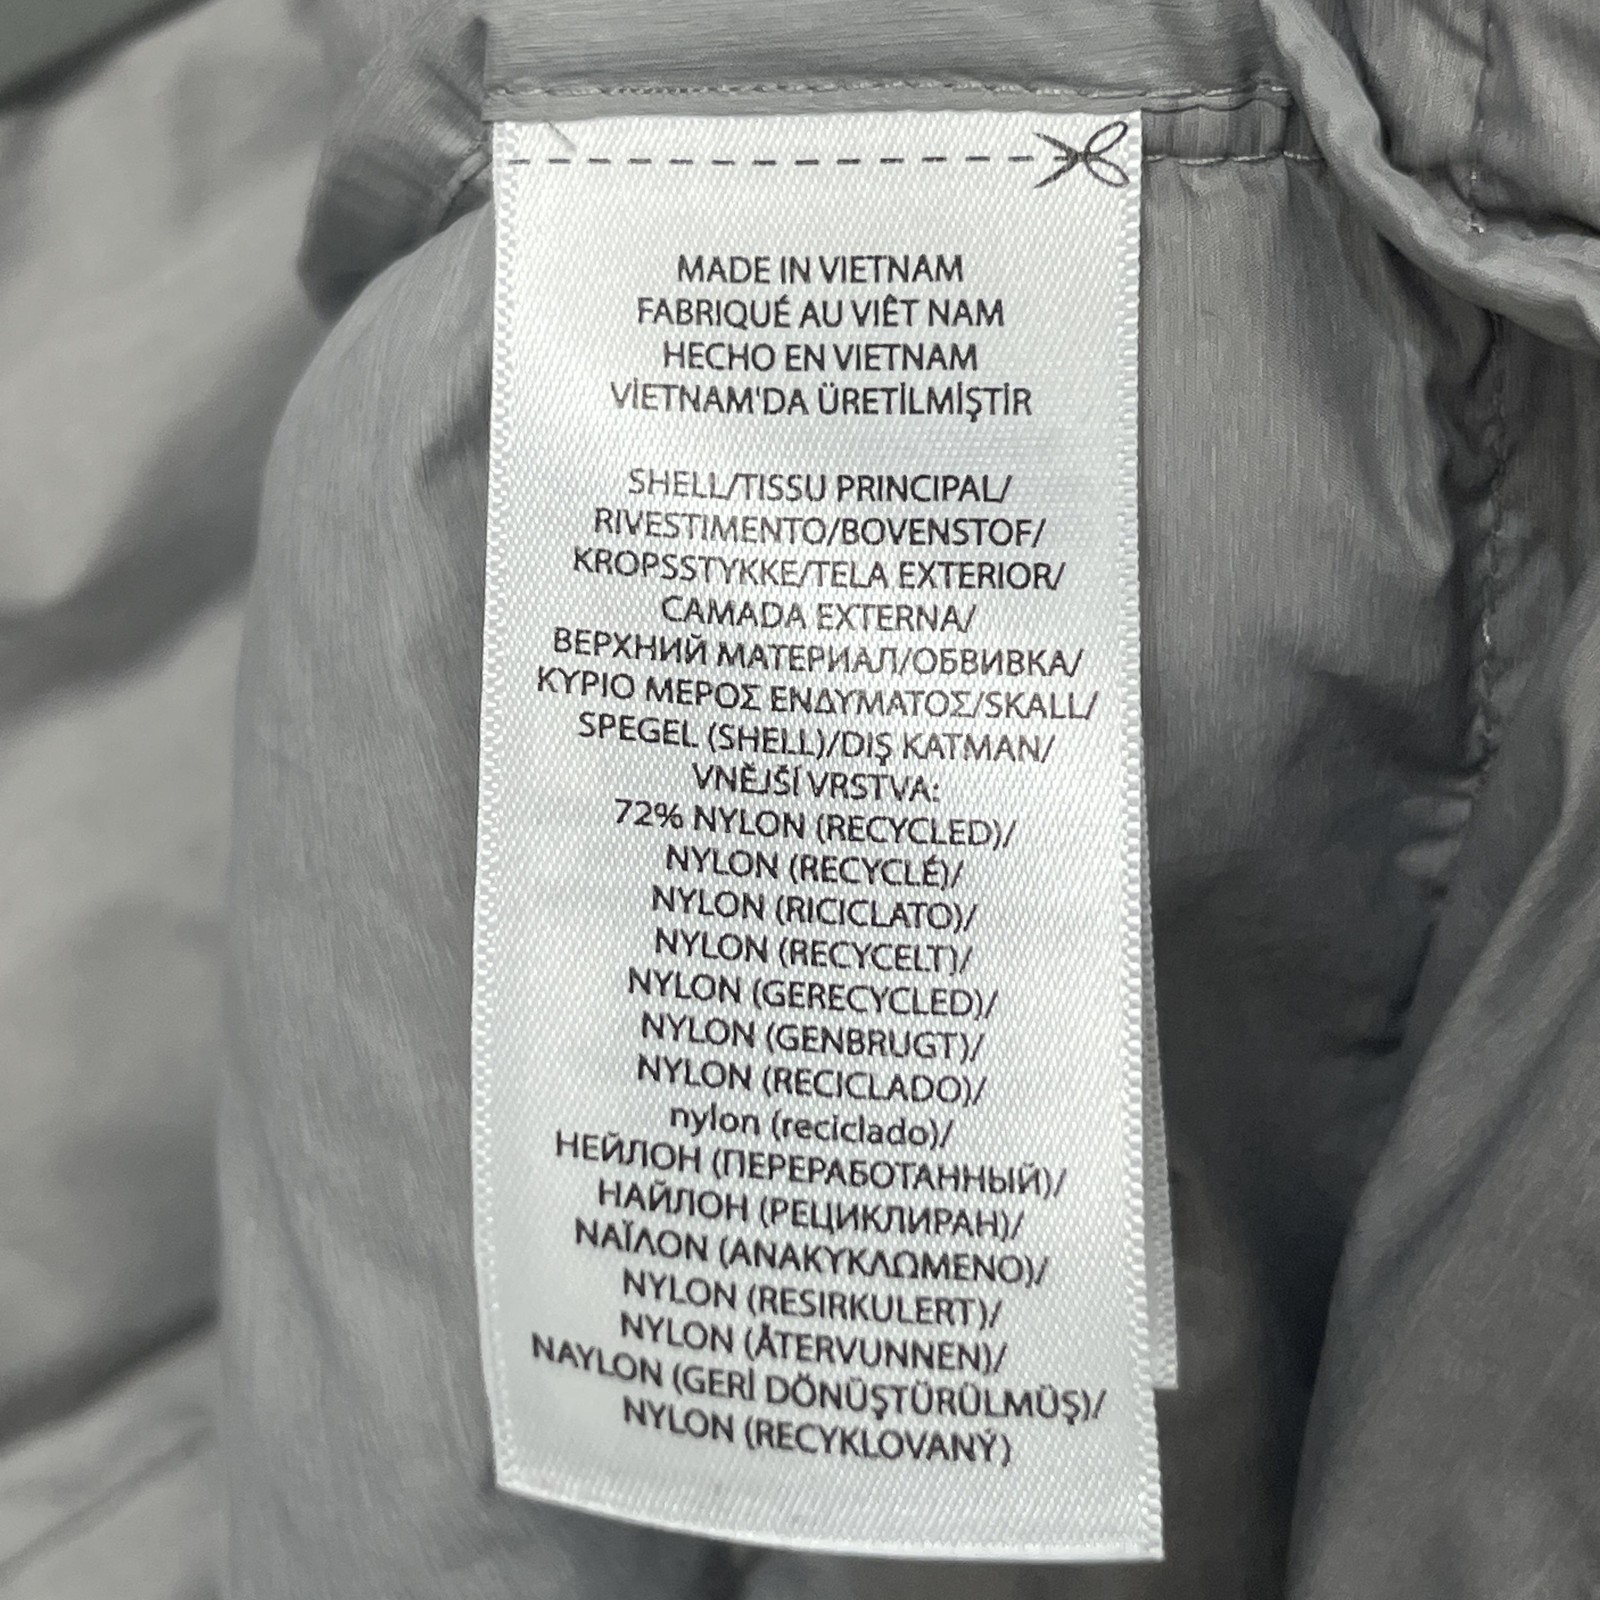 MADE IN VIETNAM
FABRIQUÉ AU VIÊT NAM
HECHO EN VIETNAM
VİETNAM'DA ÜRETİLMİŞTİR
SHELL/TISSU PRINCIPAL/
RIVESTIMENTO/BOVENSTOF/
KROPSSTYKKE/TELA EXTERIOR/
CAMADA EXTERNA/
ВЕРХНИЙ МАТЕРИАЛ/ОБВИВКА/
ΚΥΡΙΟ ΜΕΡΟΣ ΕΝΔΥΜΑΤΟΣ/SKALL/
SPEGEL (SHELL)/DIŞ KATMAN/
VNĚJŠÍ VRSTVA:
72% NYLON (RECYCLED)/
NYLON (RECYCLÉ)/
NYLON (RICICLATO)/
NYLON (RECYCELT)/
NYLON (GERECYCLED)/
NYLON (GENBRUGT)/
NYLON (RECICLADO)/
nylon (reciclado)/
НЕЙЛОН (ПЕРЕРАБОТАННЫЙ)/
НАЙЛОН (РЕЦИКЛИРАН)/
ΝΑΪΛΟΝ (ΑΝΑΚΥΚΛΩΜΕΝΟ)/
NYLON (RESIRKULERT)/
NYLON (ÅTERVUNNEN)/
NAYLON (GERİ DÖNÜŞTÜRÜLMÜŞ)/
NYLON (RECYKLOVANÝ)